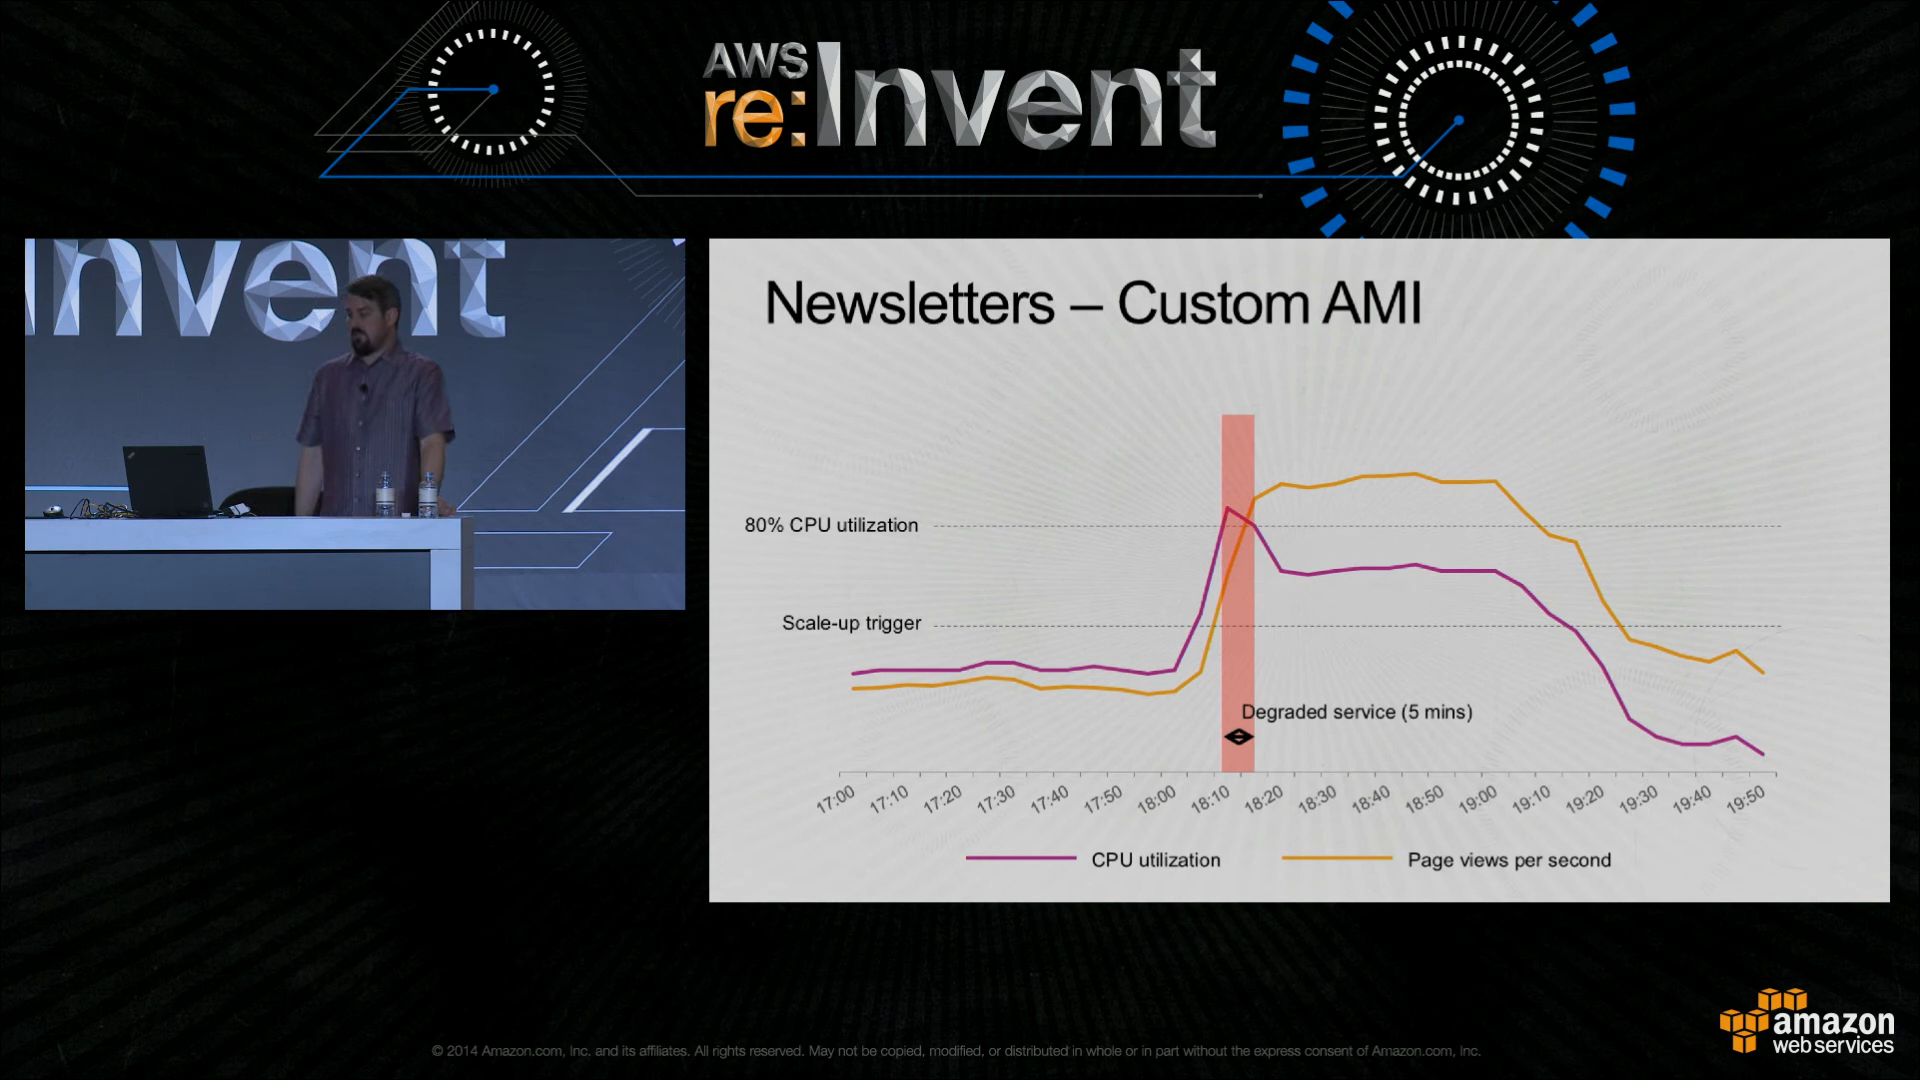 AWS
re:Invent
Invent
Newsletters – Custom AMI
80% CPU utilization
Scale-up trigger
Degraded service (5 mins)
17:00 17:10 17:20 17:30 17:40 17:50 18:00 18:10 18:20 18:30 18:40 18:50 19:00 19:10 19:20 19:30 19:40 19:50
CPU utilization Page views per second
amazon
web services
© 2014 Amazon.com, Inc. and its affiliates. All rights reserved. May not be copied, modified, or distributed in whole or in part without the express consent of Amazon.com, Inc.